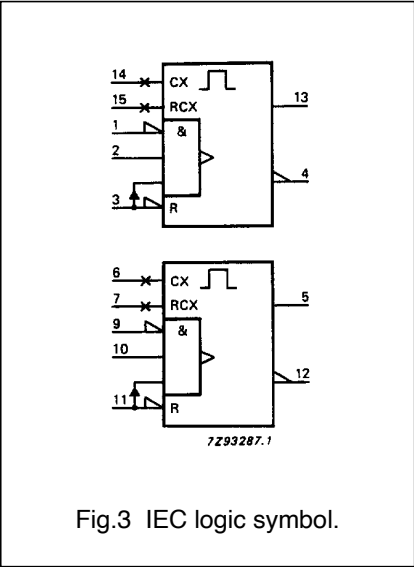 14 CX
15 RCX 13
1 &
2
4
3 R
6 CX
7 RCX 5
9 &
10
12
11 R
7Z93287.1
Fig.3 IEC logic symbol.